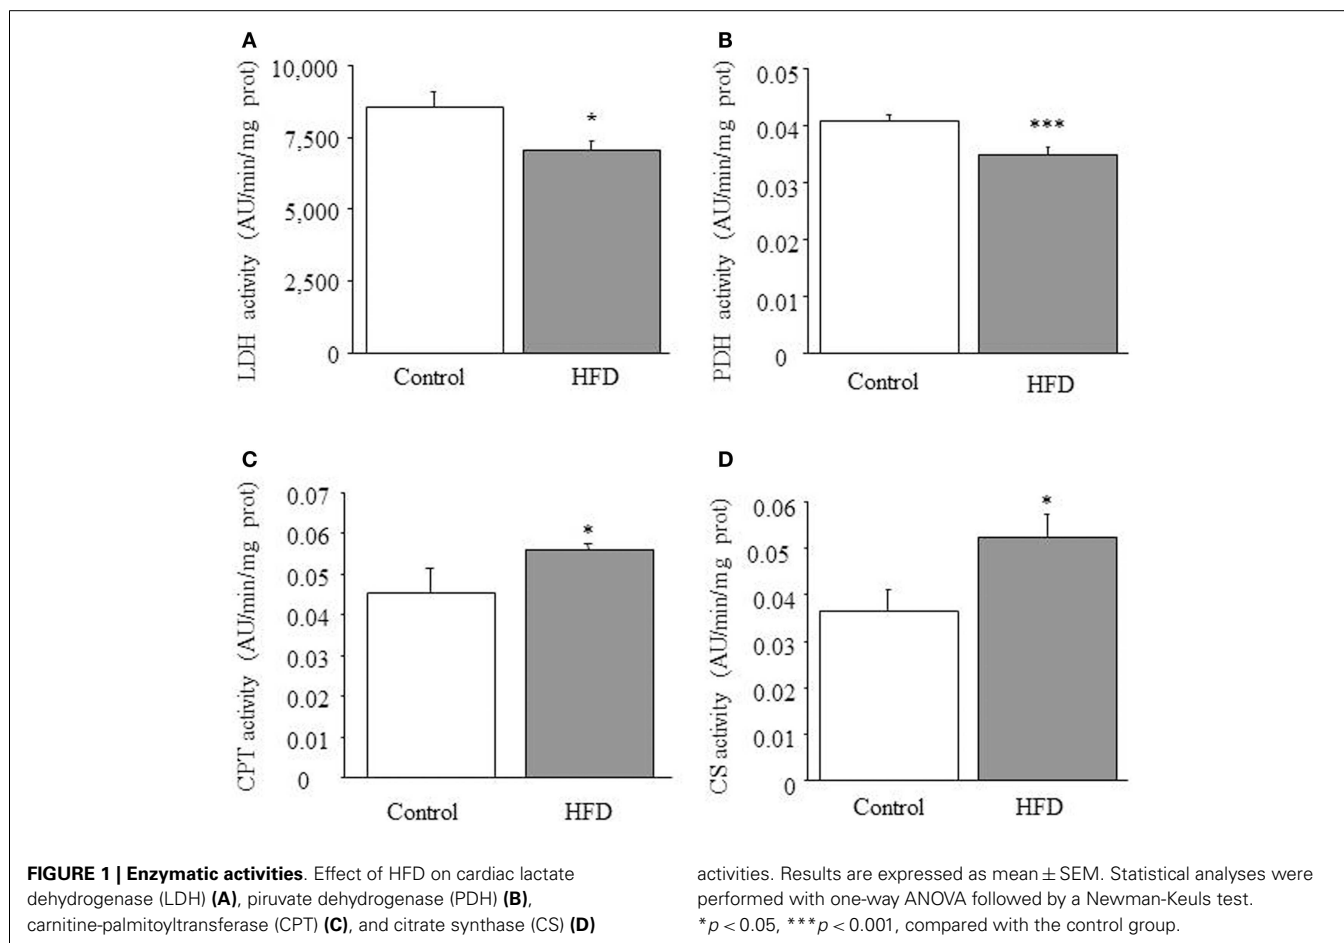 A
LDH activity (AU/min/mg prot)
10,000
7,500
5,000
2,500
0
*
Control HFD
B
PDH activity (AU/min/mg prot)
0.05
0.04
0.03
0.02
0.01
0
***
Control HFD
C
CPT activity (AU/min/mg prot)
0.07
0.06
0.05
0.04
0.03
0.02
0.01
0
*
Control HFD
D
CS activity (AU/min/mg prot)
0.06
0.05
0.04
0.03
0.02
0.01
0
*
Control HFD
FIGURE 1 | Enzymatic activities. Effect of HFD on cardiac lactate
dehydrogenase (LDH) (A), piruvate dehydrogenase (PDH) (B),
carnitine-palmitoyltransferase (CPT) (C), and citrate synthase (CS) (D)
activities. Results are expressed as mean ± SEM. Statistical analyses were
performed with one-way ANOVA followed by a Newman-Keuls test.
*p < 0.05, ***p < 0.001, compared with the control group.